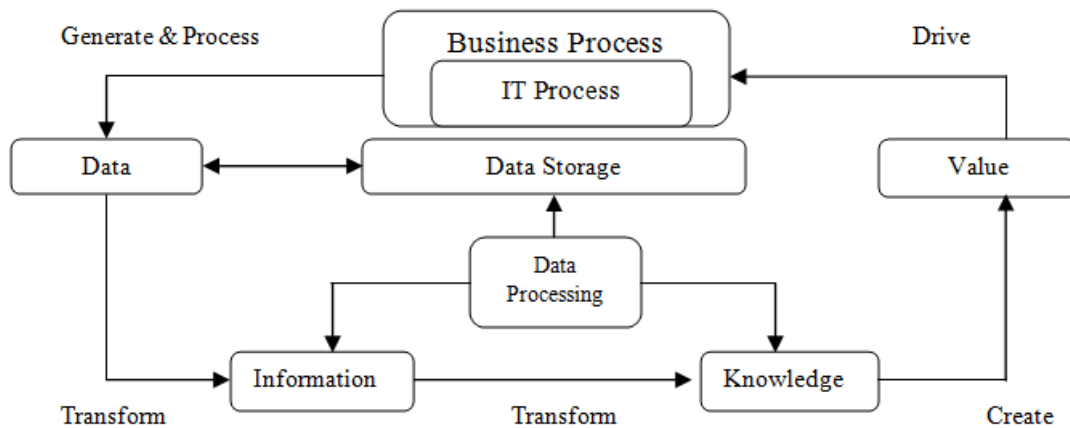 Generate & Process
Business Process
Drive
IT Process
Data
Data Storage
Value
Data
Processing
Information
Knowledge
Transform
Transform
Create